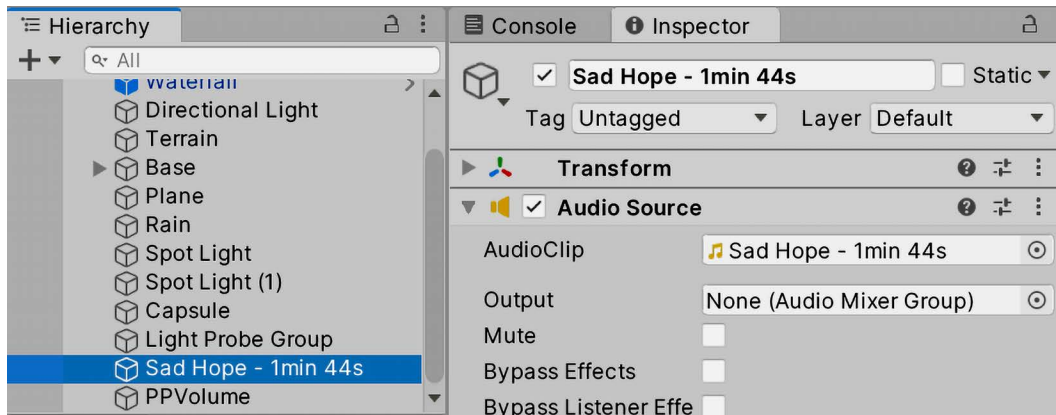 Hierarchy
All
Waterfall
Directional Light
Terrain
Base
Plane
Rain
Spot Light
Spot Light (1)
Capsule
Light Probe Group
Sad Hope - 1min 44s
PPVolume
Console Inspector
Sad Hope - 1min 44s Static
Tag Untagged Layer Default
Transform
Audio Source
AudioClip Sad Hope - 1min 44s
Output None (Audio Mixer Group)
Mute
Bypass Effects
Bypass Listener Effe